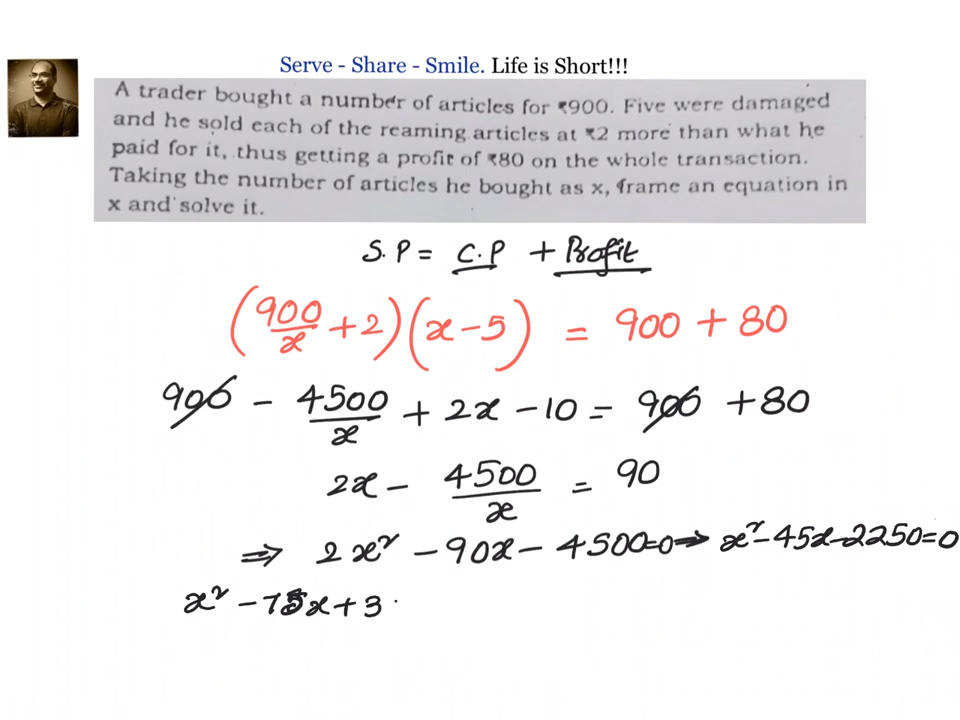 Serve - Share - Smile. Life is Short!!!
A trader bought a number of articles for ₹900. Five were damaged
and he sold each of the reaming articles at ₹2 more than what he
paid for it, thus getting a profit of ₹80 on the whole transaction.
Taking the number of articles he bought as x, frame an equation in
x and solve it.
S.P = C.P + Profit
(900/x + 2)(x - 5) = 900 + 80
900 - 4500/x + 2x - 10 = 900 + 80
2x - 4500/x = 90
⇒ 2x² - 90x - 4500 = 0 ⇒ x² - 45x - 2250 = 0
x² - 75x + 3